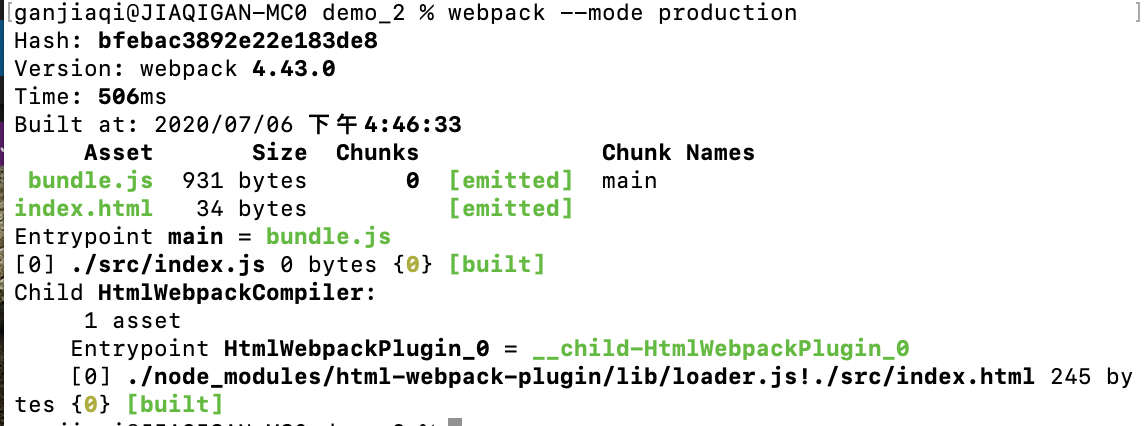 [ganjiaqi@JIAQIGAN-MC0 demo_2 % webpack --mode production ]
Hash: bfebac3892e22e183de8
Version: webpack 4.43.0
Time: 506ms
Built at: 2020/07/06 下午4:46:33
Asset Size Chunks Chunk Names
bundle.js 931 bytes 0 [emitted] main
index.html 34 bytes [emitted]
Entrypoint main = bundle.js
[0] ./src/index.js 0 bytes {0} [built]
Child HtmlWebpackCompiler:
1 asset
Entrypoint HtmlWebpackPlugin_0 = __child-HtmlWebpackPlugin_0
[0] ./node_modules/html-webpack-plugin/lib/loader.js!./src/index.html 245 by
tes {0} [built]